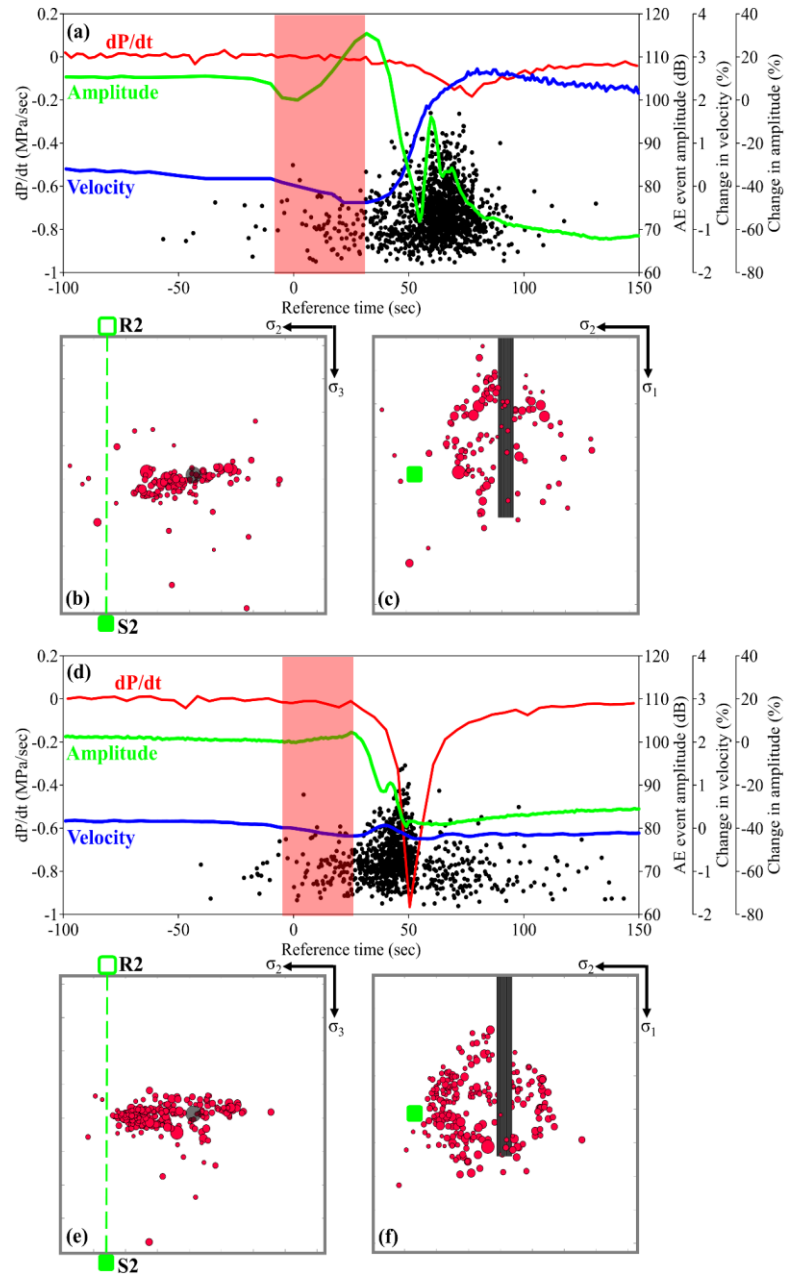 (a)
dP/dt
Amplitude
Velocity
0.2
0
-0.2
-0.4
-0.6
-0.8
-1
dP/dt (MPa/sec)
-100
-50
0
50
100
150
Reference time (sec)
120
110
100
90
80
70
60
AE event amplitude (dB)
4
3
2
1
0
-1
-2
Change in velocity (%)
40
20
0
-20
-40
-60
-80
Change in amplitude (%)
R2
σ2
σ3
(b)
S2
σ2
σ1
(c)
(d)
dP/dt
Amplitude
Velocity
0.2
0
-0.2
-0.4
-0.6
-0.8
-1
dP/dt (MPa/sec)
-100
-50
0
50
100
150
Reference time (sec)
120
110
100
90
80
70
60
AE event amplitude (dB)
4
3
2
1
0
-1
-2
Change in velocity (%)
40
20
0
-20
-40
-60
-80
Change in amplitude (%)
R2
σ2
σ3
(e)
S2
σ2
σ1
(f)